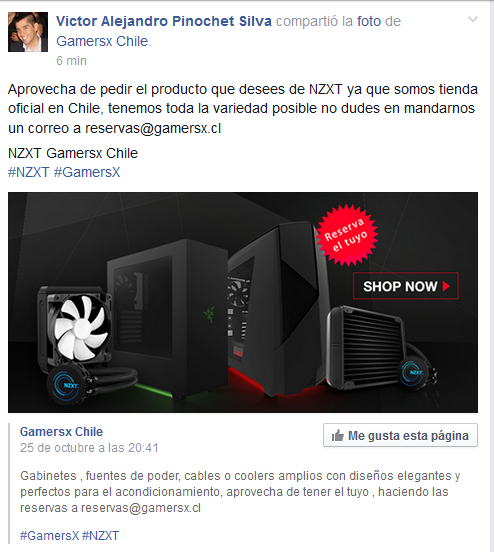 Victor Alejandro Pinochet Silva compartió la foto de
Gamersx Chile.
6 min
Aprovecha de pedir el producto que desees de NZXT ya que somos tienda
oficial en Chile, tenemos toda la variedad posible no dudes en mandarnos
un correo a reservas@gamersx.cl
NZXT Gamersx Chile
#NZXT #GamersX
Reserva
el tuyo
SHOP NOW
NZXT
NZXT
Gamersx Chile
Me gusta esta página
25 de octubre a las 20:41
Gabinetes , fuentes de poder, cables o coolers amplios con diseños elegantes y
perfectos para el acondicionamiento, aprovecha de tener el tuyo , haciendo las
reservas a reservas@gamersx.cl
#GamersX #NZXT